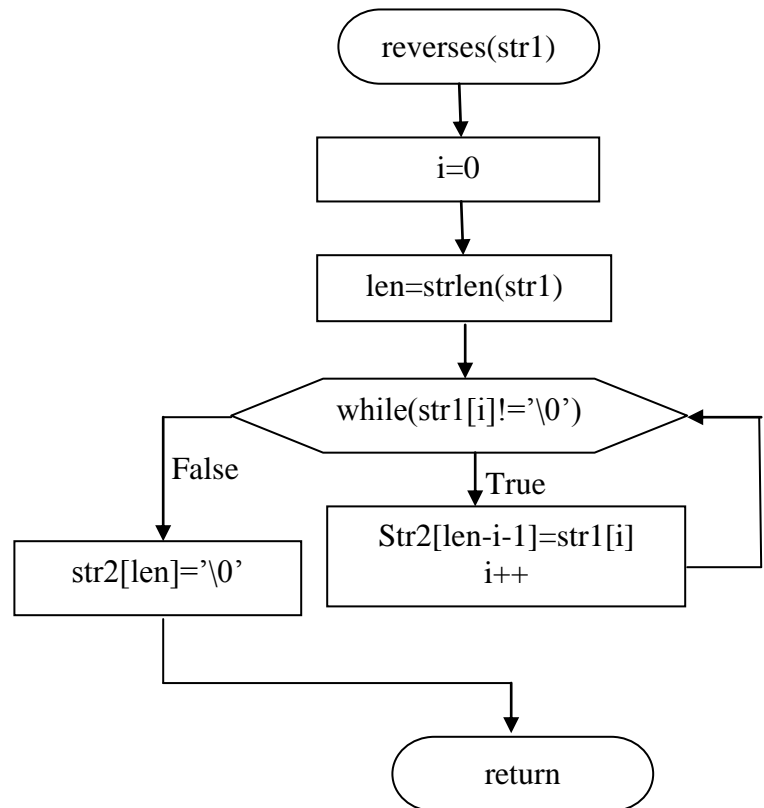 reverses(str1)
i=0
len=strlen(str1)
while(str1[i]!=’\0’)
False
True
Str2[len-i-1]=str1[i]
i++
str2[len]=’\0’
return